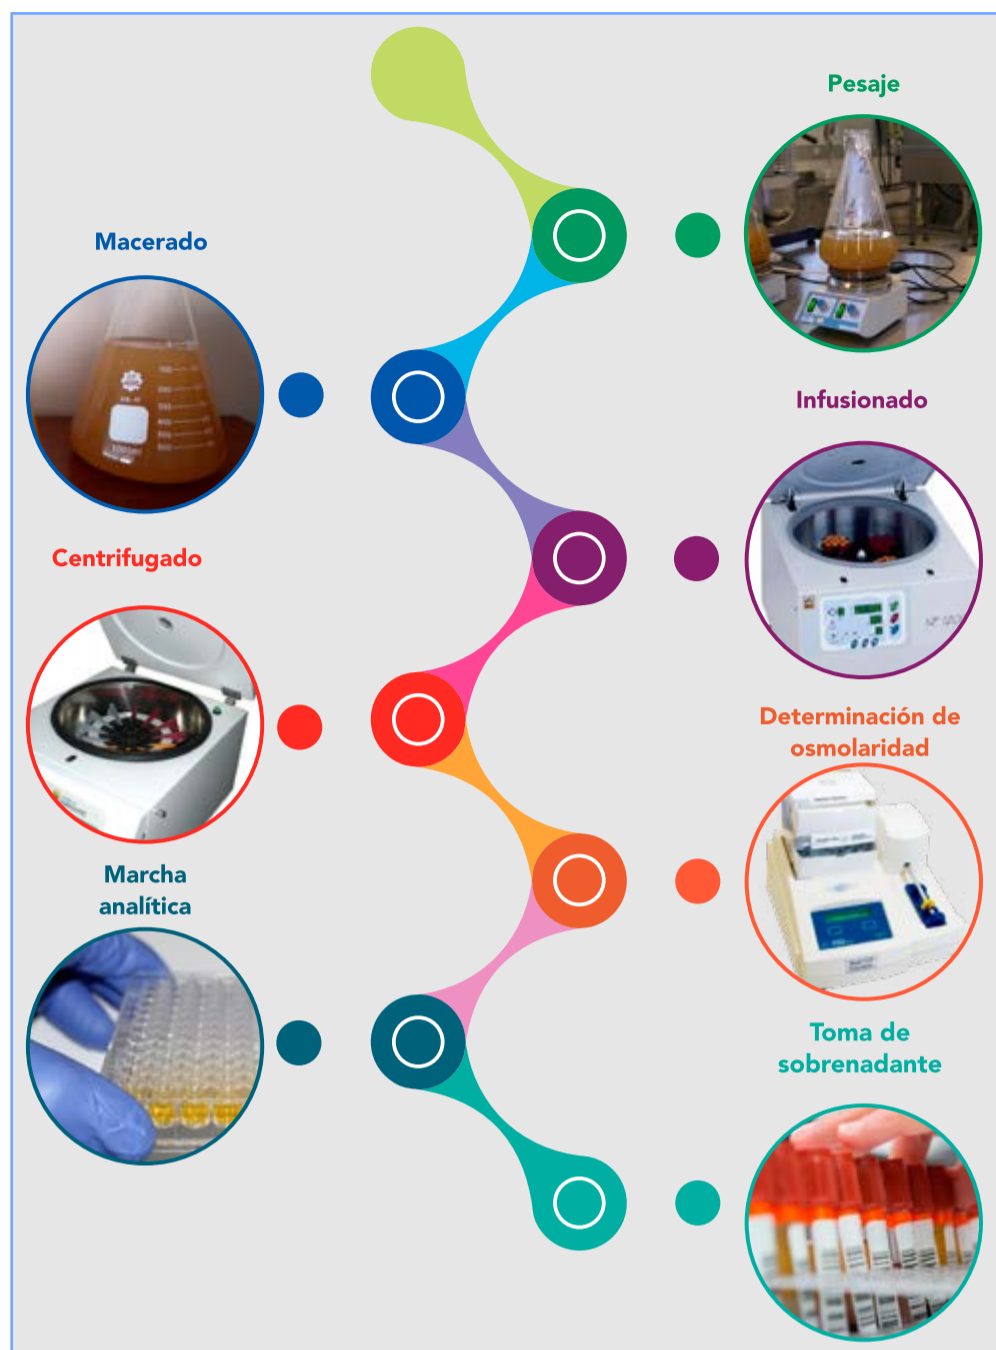 Pesaje
Macerado
Infusionado
Centrifugado
Determinación de
osmolaridad
Marcha
analítica
Toma de
sobrenadante